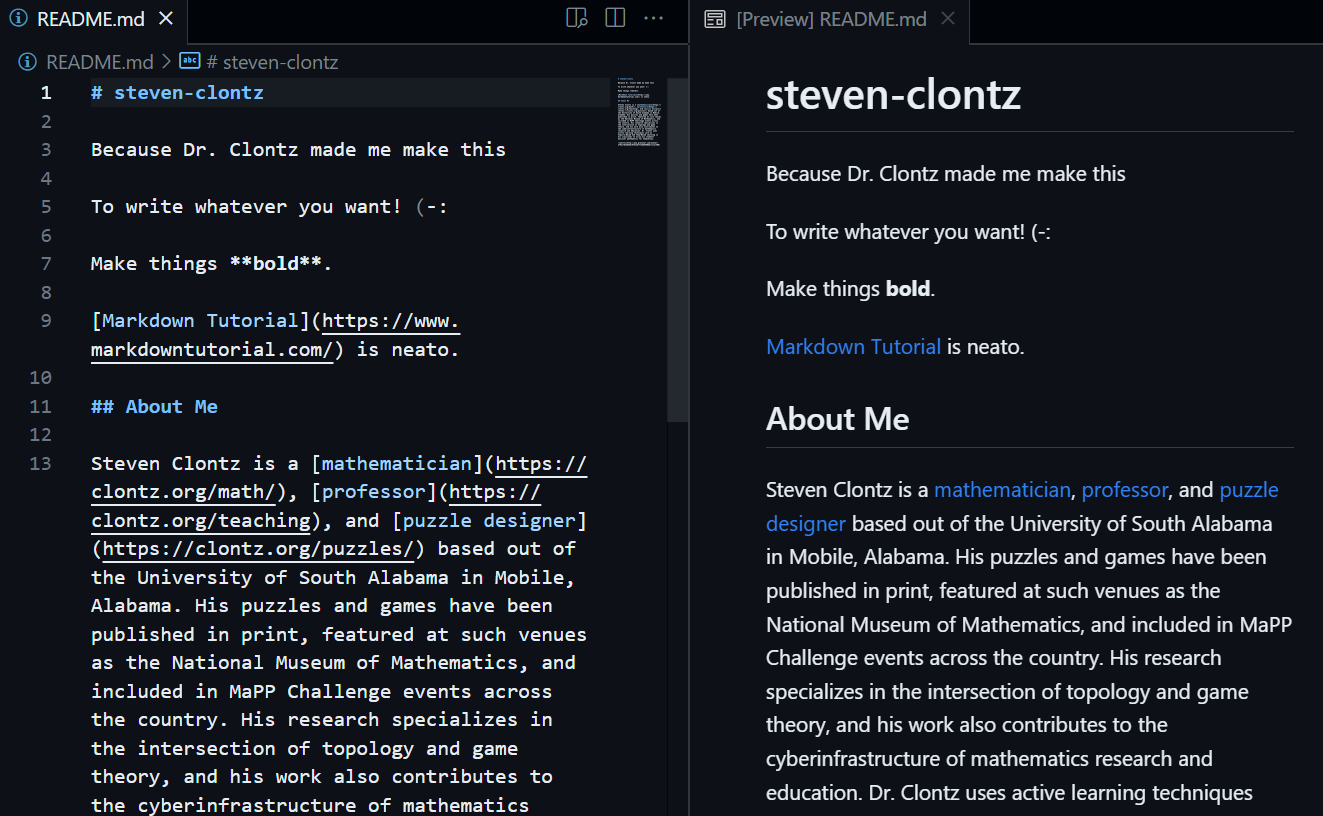 README.md
[Preview] README.md
README.md > # steven-clontz
1 # steven-clontz
2
3 Because Dr. Clontz made me make this
4
5 To write whatever you want! (-:
6
7 Make things **bold**.
8
9 [Markdown Tutorial](https://www.
markdowntutorial.com/) is neato.
10
11 ## About Me
12
13 Steven Clontz is a [mathematician](https://
clontz.org/math/), [professor](https://
clontz.org/teaching), and [puzzle designer]
(https://clontz.org/puzzles/) based out of
the University of South Alabama in Mobile,
Alabama. His puzzles and games have been
published in print, featured at such venues
as the National Museum of Mathematics, and
included in MaPP Challenge events across
the country. His research specializes in
the intersection of topology and game
theory, and his work also contributes to
the cyberinfrastructure of mathematics
steven-clontz
Because Dr. Clontz made me make this
To write whatever you want! (-:
Make things bold.
Markdown Tutorial is neato.
About Me
Steven Clontz is a mathematician, professor, and puzzle
designer based out of the University of South Alabama
in Mobile, Alabama. His puzzles and games have been
published in print, featured at such venues as the
National Museum of Mathematics, and included in MaPP
Challenge events across the country. His research
specializes in the intersection of topology and game
theory, and his work also contributes to the
cyberinfrastructure of mathematics research and
education. Dr. Clontz uses active learning techniques